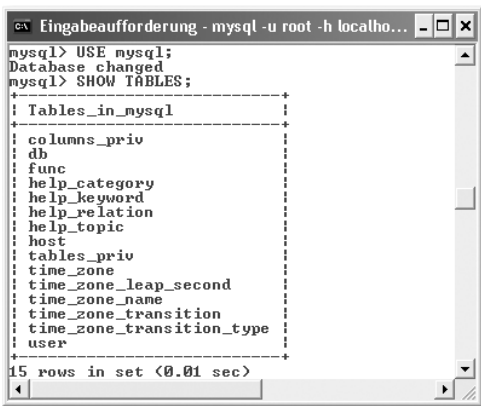 Eingabeaufforderung - mysql -u root -h localho...
mysql> USE mysql;
Database changed
mysql> SHOW TABLES;
+----------------------------+
| Tables_in_mysql            |
+----------------------------+
| columns_priv               |
| db                         |
| func                       |
| help_category              |
| help_keyword               |
| help_relation              |
| help_topic                 |
| host                       |
| tables_priv                |
| time_zone                  |
| time_zone_leap_second      |
| time_zone_name             |
| time_zone_transition       |
| time_zone_transition_type  |
| user                       |
+----------------------------+
15 rows in set (0.01 sec)